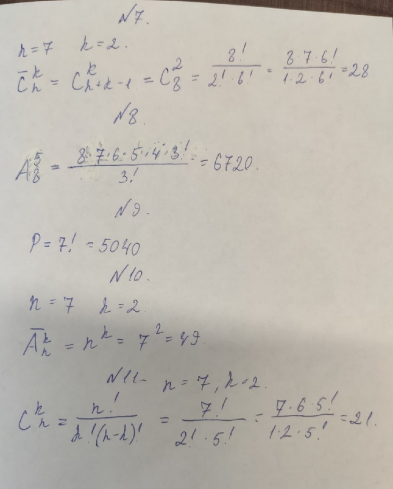 №7.
n=7 k=2.
C̄ₙᵏ = Cₙ₊ₖ₋₁ᵏ = C₈² = 8!/(2!·6!) = 8·7·6!/(1·2·6!) = 28
№8.
A₈⁵ = 8·7·6·5·4·3!/3! = 6720.
№9.
P=7! = 5040
№10.
n=7 k=2.
Āₙᵏ = nᵏ = 7² = 49
№11. n=7, k=2.
Cₙᵏ = n!/(k!(n-k)!) = 7!/(2!·5!) = 7·6·5!/(1·2·5!) = 21.